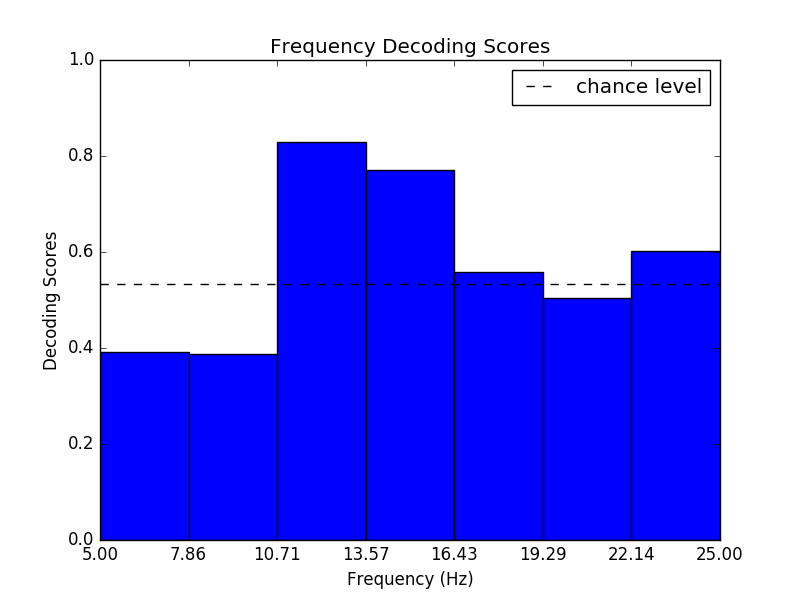 Frequency Decoding Scores
chance level
1.0
0.8
0.6
0.4
0.2
0.0
Decoding Scores
5.00 7.86 10.71 13.57 16.43 19.29 22.14 25.00
Frequency (Hz)